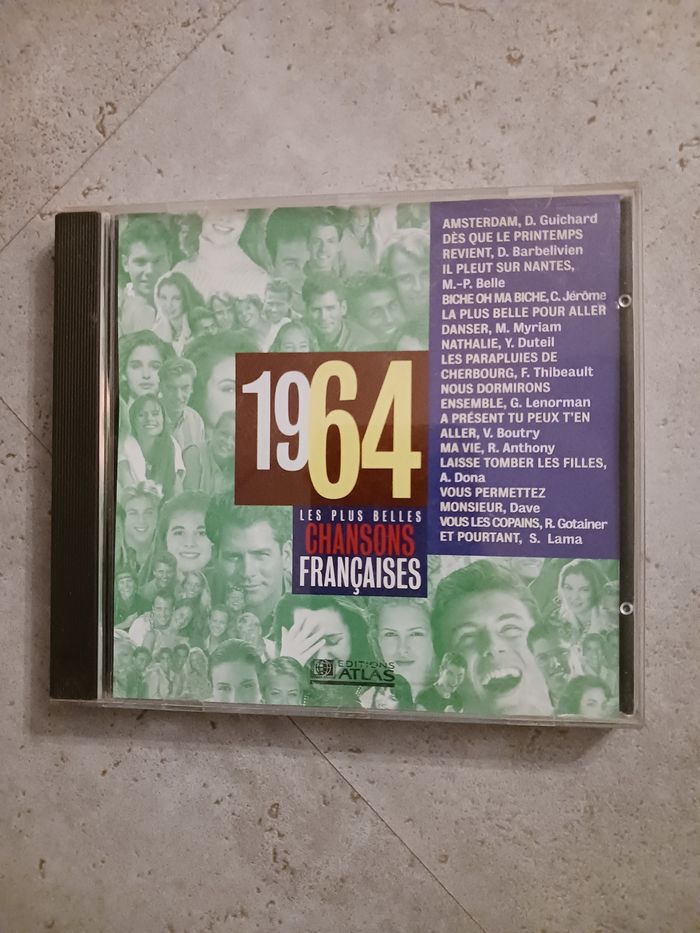 AMSTERDAM, D. Guichard
DÈS QUE LE PRINTEMPS
REVIENT, D. Barbelivien
IL PLEUT SUR NANTES,
M.-P. Belle
BICHE OH MA BICHE, C. Jérôme
LA PLUS BELLE POUR ALLER
DANSER, M. Myriam
NATHALIE, Y. Duteil
LES PARAPLUIES DE
CHERBOURG, F. Thibeault
NOUS DORMIRONS
ENSEMBLE, G. Lenorman
A PRÉSENT TU PEUX T'EN
ALLER, V. Boutry
MA VIE, R. Anthony
LAISSE TOMBER LES FILLES,
A. Dona
VOUS PERMETTEZ
MONSIEUR, Dave
VOUS LES COPAINS, R. Gotainer
ET POURTANT, S. Lama
1964
LES PLUS BELLES
CHANSONS
FRANÇAISES
EDITIONS
ATLAS